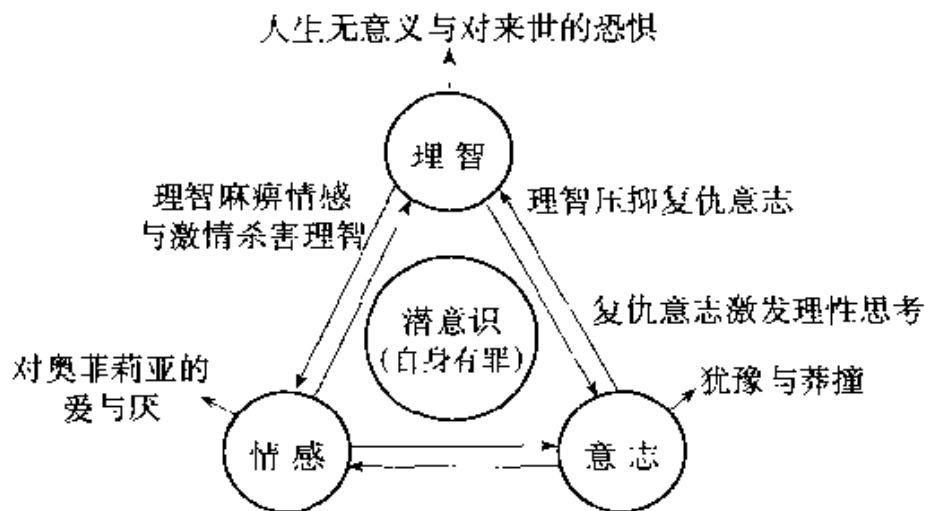 人生无意义与对来世的恐惧
理智
理智麻痹情感
与激情杀害理智
理智压抑复仇意志
潜意识
(自身有罪)
复仇意志激发理性思考
对奥菲莉亚的
爱与厌
犹豫与莽撞
情感
意志